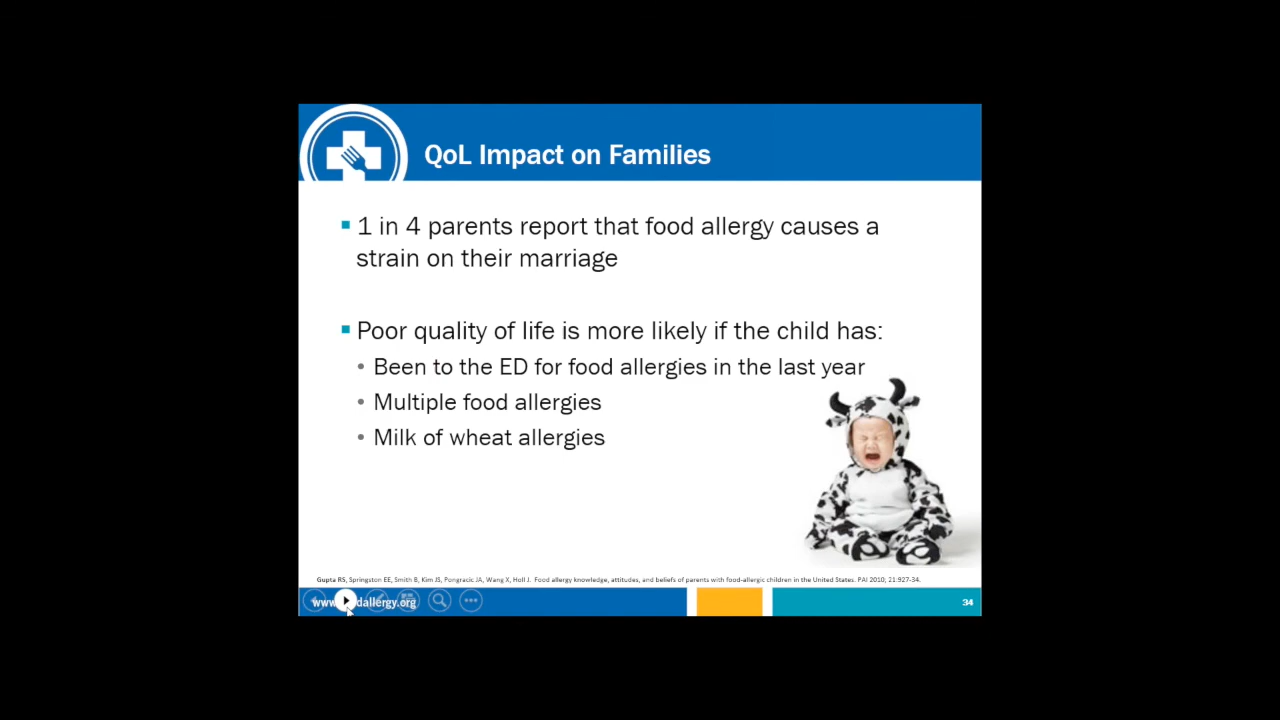 QoL Impact on Families
1 in 4 parents report that food allergy causes a
strain on their marriage
Poor quality of life is more likely if the child has:
Been to the ED for food allergies in the last year
Multiple food allergies
Milk of wheat allergies
Gupta RS, Springston EE, Smith B, Kim JS, Pongracic JA, Wang X, Holl J. Food allergy knowledge, attitudes, and beliefs of parents with food-allergic children in the United States. PAI 2010; 21:927-34.
34